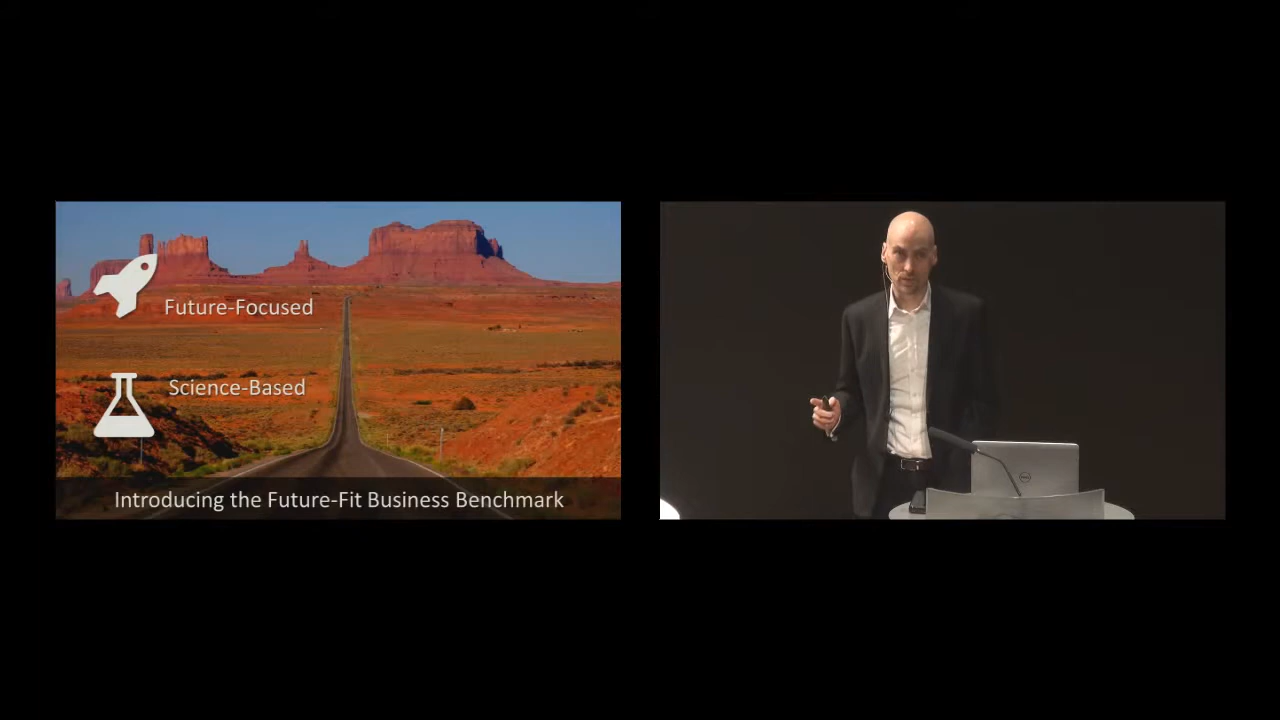 Future-Focused
Science-Based
Introducing the Future-Fit Business Benchmark